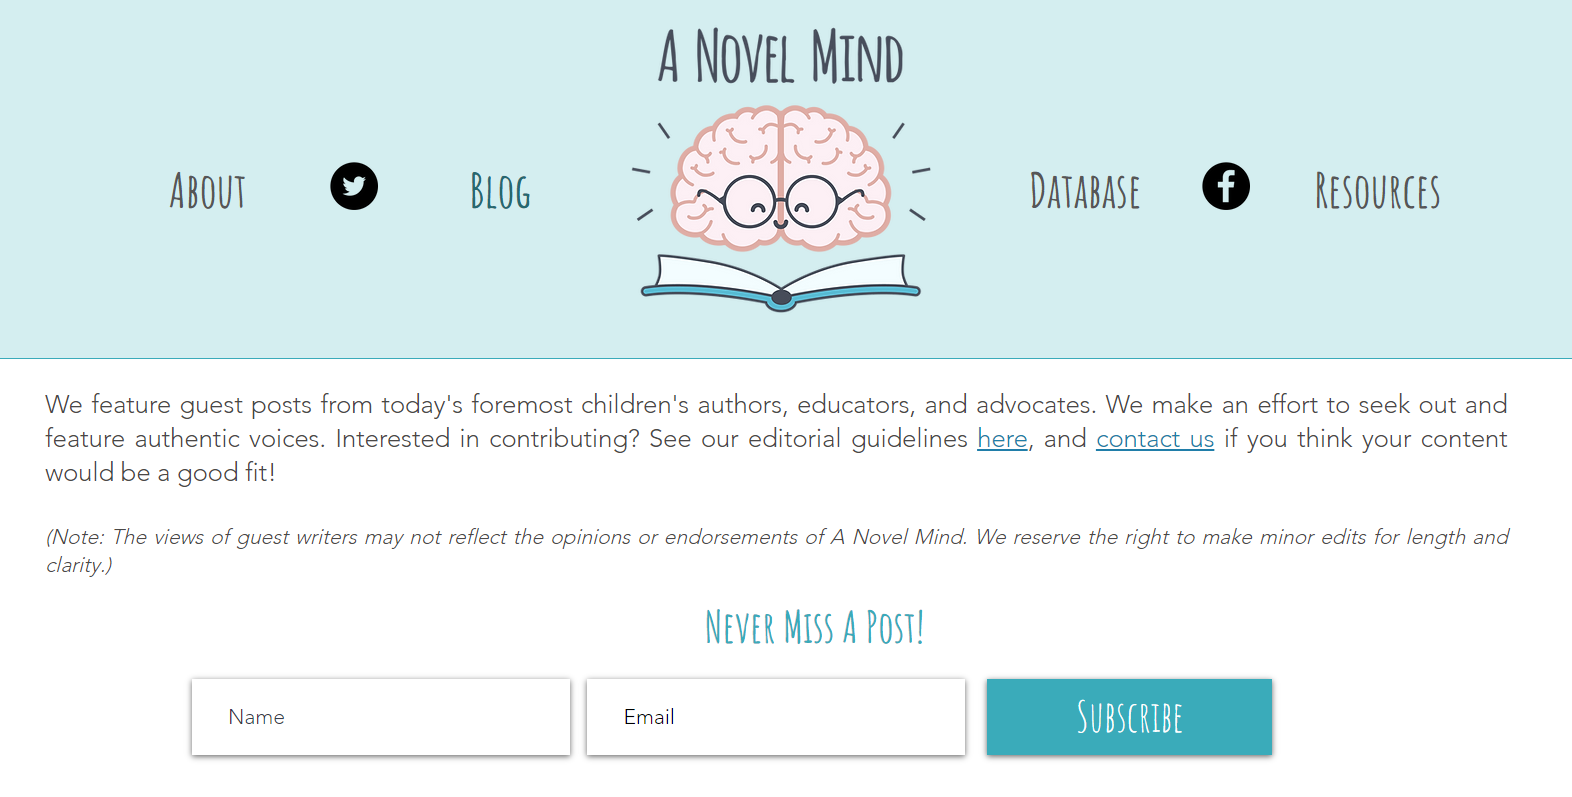 A Novel Mind
About
Blog
Database
Resources
We feature guest posts from today's foremost children's authors, educators, and advocates. We make an effort to seek out and
feature authentic voices. Interested in contributing? See our editorial guidelines here, and contact us if you think your content
would be a good fit!
(Note: The views of guest writers may not reflect the opinions or endorsements of A Novel Mind. We reserve the right to make minor edits for length and
clarity.)
Never Miss A Post!
Name
Email
Subscribe